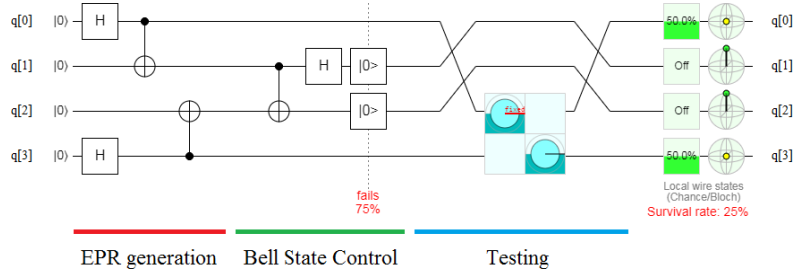 q[0] |0⟩ H 50.0% q[0]
q[1] |0⟩ H |0> Off q[1]
q[2] |0⟩ |0> fixed Off q[2]
q[3] |0⟩ H 50.0% q[3]
fails
75%
Local wire states
(Chance/Bloch)
Survival rate: 25%
EPR generation Bell State Control Testing